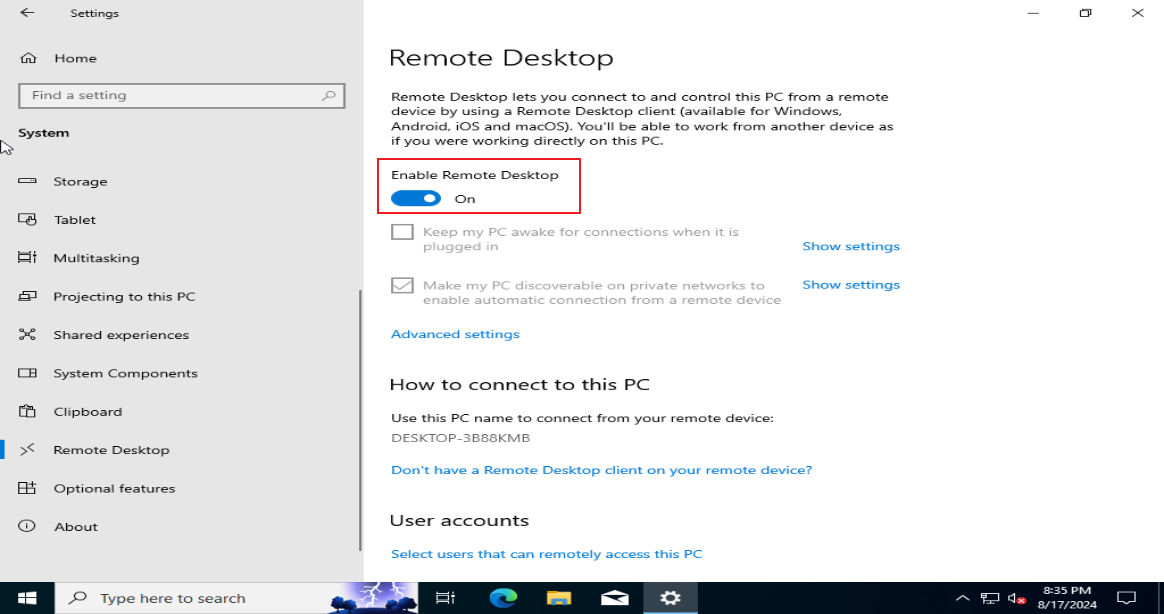 Settings
Home
Find a setting
System
Storage
Tablet
Multitasking
Projecting to this PC
Shared experiences
System Components
Clipboard
Remote Desktop
Optional features
About
Remote Desktop
Remote Desktop lets you connect to and control this PC from a remote
device by using a Remote Desktop client (available for Windows,
Android, iOS and macOS). You'll be able to work from another device as
if you were working directly on this PC.
Enable Remote Desktop
On
Keep my PC awake for connections when it is
plugged in
Show settings
Make my PC discoverable on private networks to
enable automatic connection from a remote device
Show settings
Advanced settings
How to connect to this PC
Use this PC name to connect from your remote device:
DESKTOP-3B88KMB
Don't have a Remote Desktop client on your remote device?
User accounts
Select users that can remotely access this PC
Type here to search
8:35 PM
8/17/2024